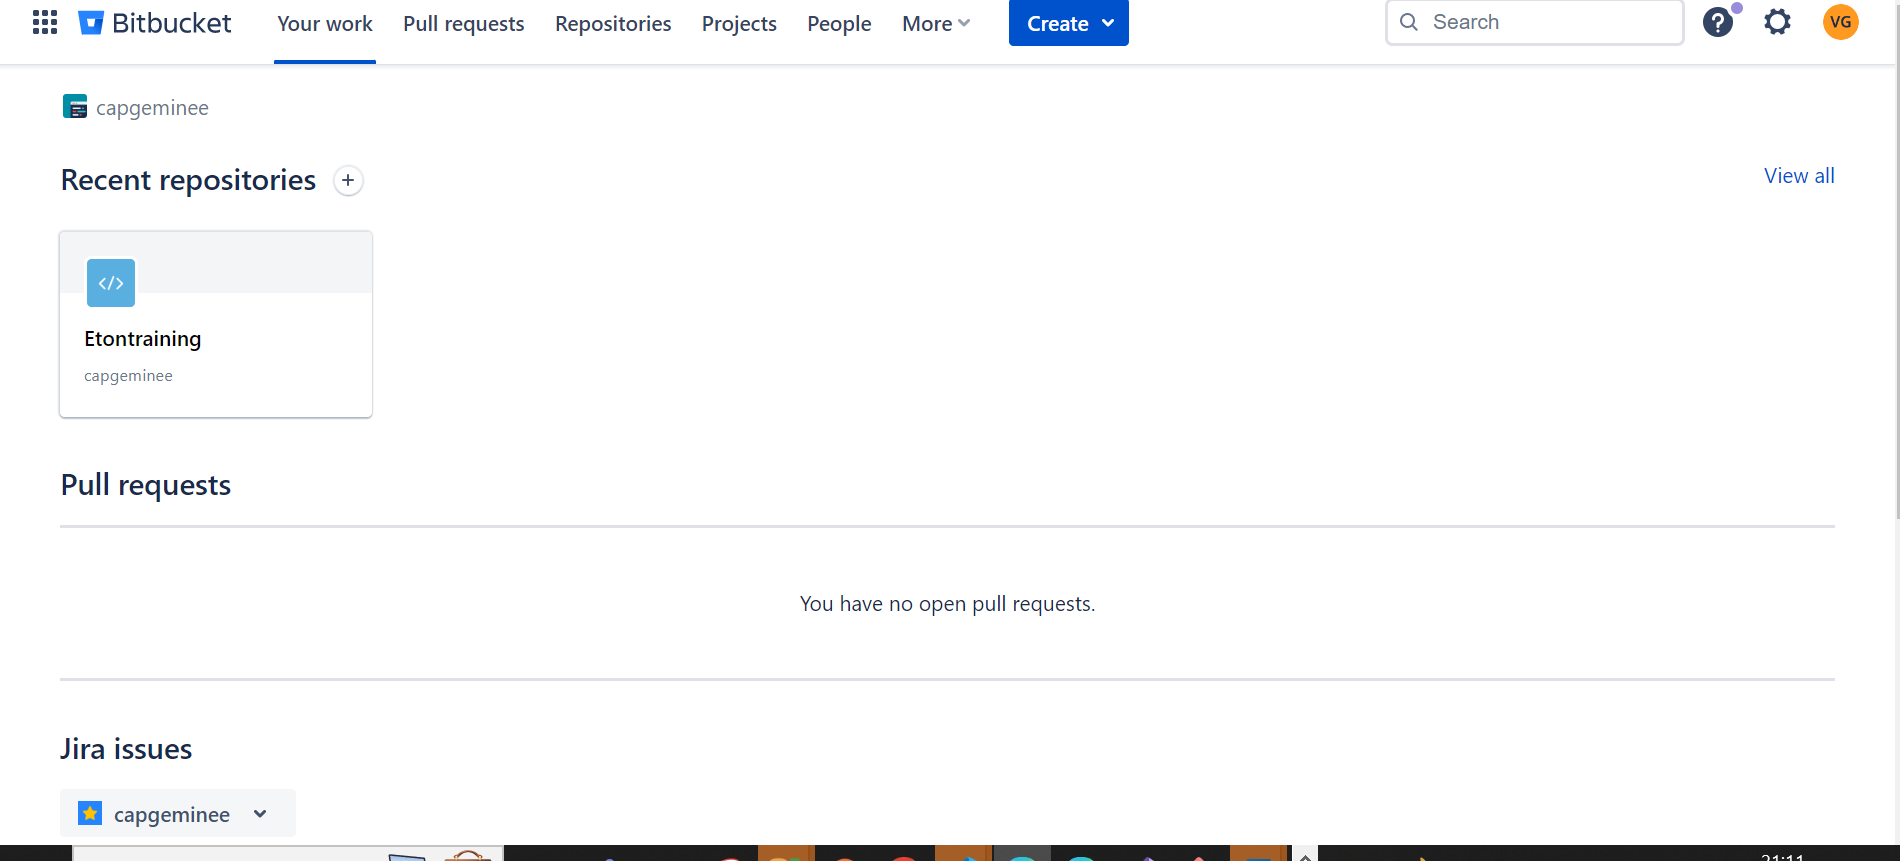 Bitbucket Your work Pull requests Repositories Projects People More Create Search ? VG
capgeminee
Recent repositories +
View all
</>
Etontraining
capgeminee
Pull requests
You have no open pull requests.
Jira issues
capgeminee